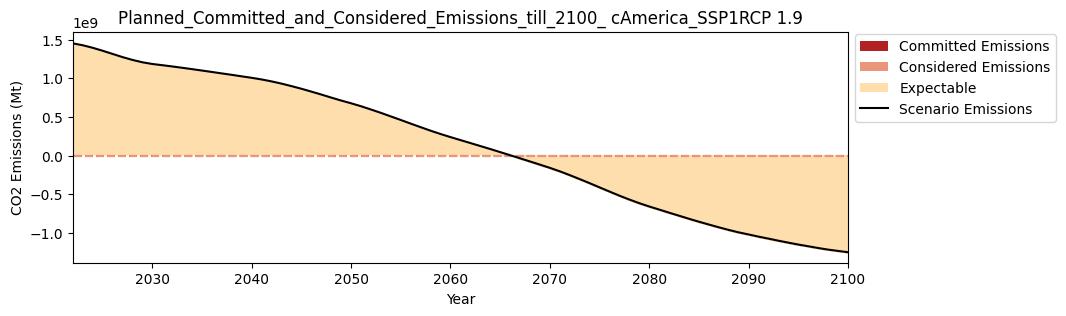 Planned_Committed_and_Considered_Emissions_till_2100_ cAmerica_SSP1RCP 1.9
1e9
1.5
1.0
0.5
0.0
−0.5
−1.0
CO2 Emissions (Mt)
2030 2040 2050 2060 2070 2080 2090 2100
Year
Committed Emissions
Considered Emissions
Expectable
Scenario Emissions